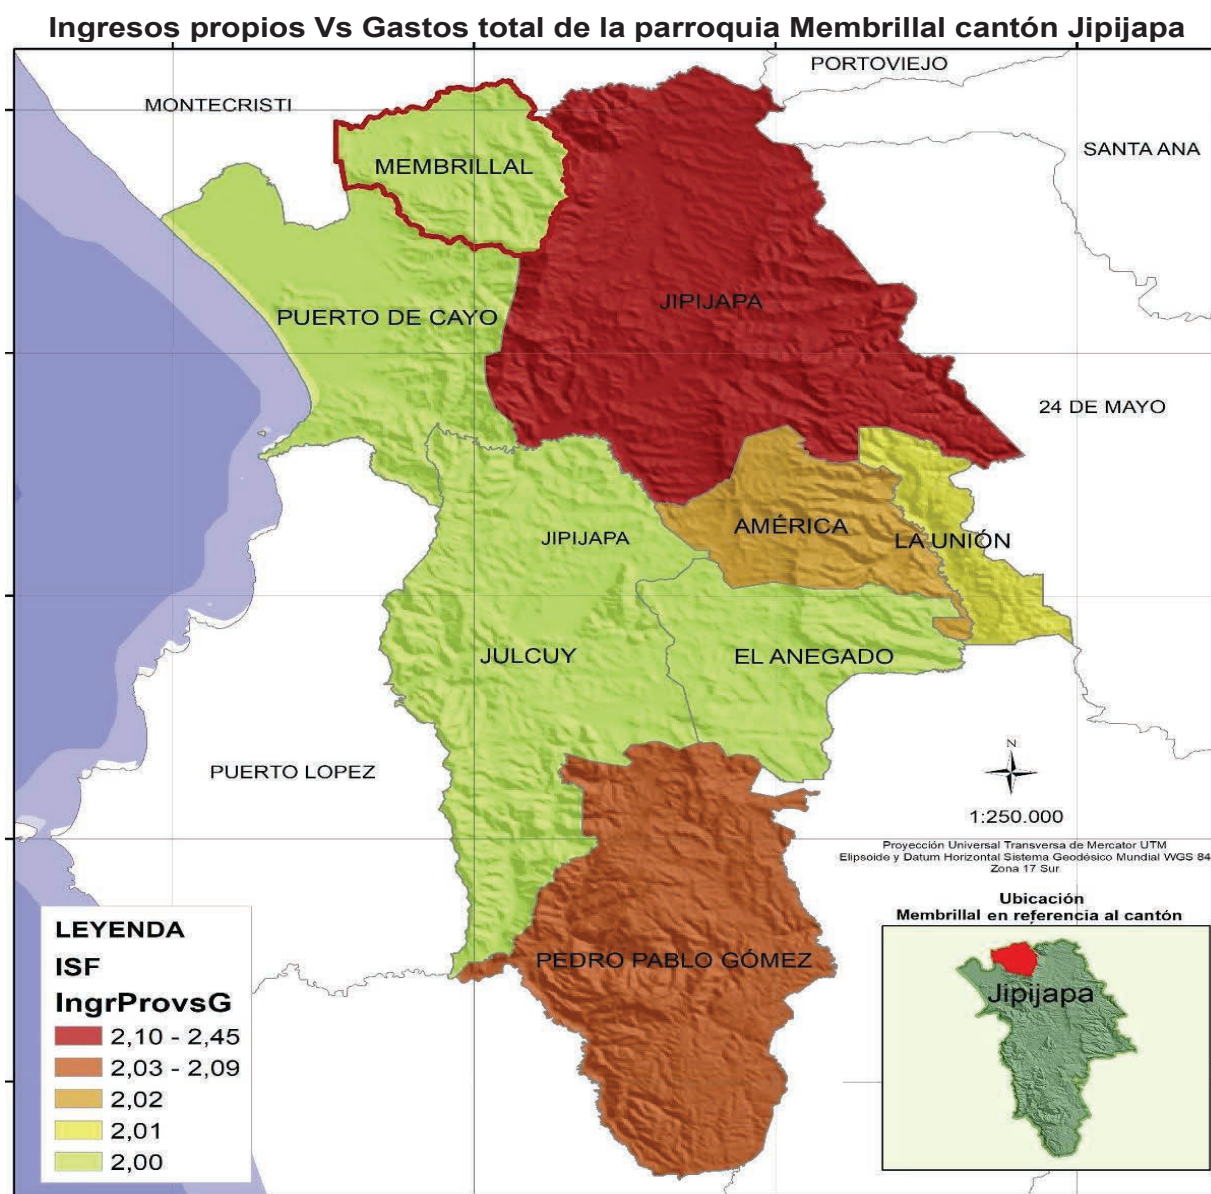 Ingresos propios Vs Gastos total de la parroquia Membrillal cantón Jipijapa
PORTOVIEJO
MONTECRISTI
SANTA ANA
MEMBRILLAL
JIPIJAPA
PUERTO DE CAYO
24 DE MAYO
AMÉRICA
JIPIJAPA
LA UNIÓN
JULCUY
EL ANEGADO
PUERTO LOPEZ
N
1:250.000
Proyección Universal Transversa de Mercator UTM
Elipsoide y Datum Horizontal Sistema Geodésico Mundial WGS 84
Zona 17 Sur
PEDRO PABLO GÓMEZ
Ubicación
Membrillal en referencia al cantón
Jipijapa
LEYENDA
ISF
IngrProvsG
2,10 - 2,45
2,03 - 2,09
2,02
2,01
2,00